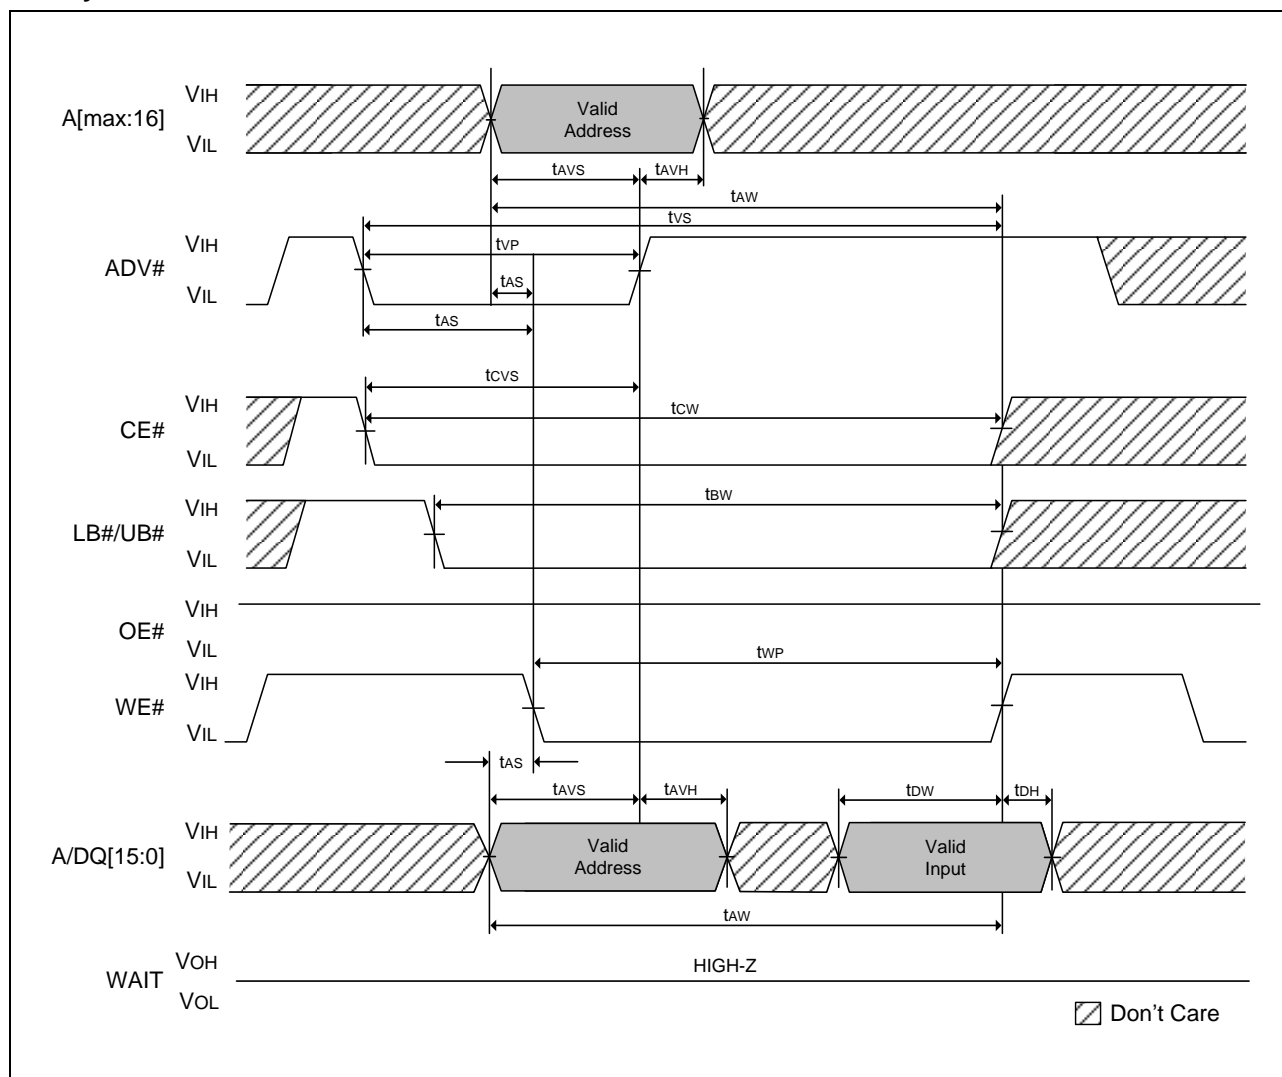 VIH
A[max:16]
VIL
Valid
Address
tAVS
tAVH
tAW
tVS
VIH
ADV#
VIL
tVP
tAS
tAS
tCVS
VIH
CE#
VIL
tCW
VIH
LB#/UB#
VIL
tBW
VIH
OE#
VIL
tWP
VIH
WE#
VIL
tAS
tAVS
tAVH
tDW
tDH
VIH
A/DQ[15:0]
VIL
Valid
Address
Valid
Input
tAW
VOH
WAIT
VOL
HIGH-Z
Don't Care